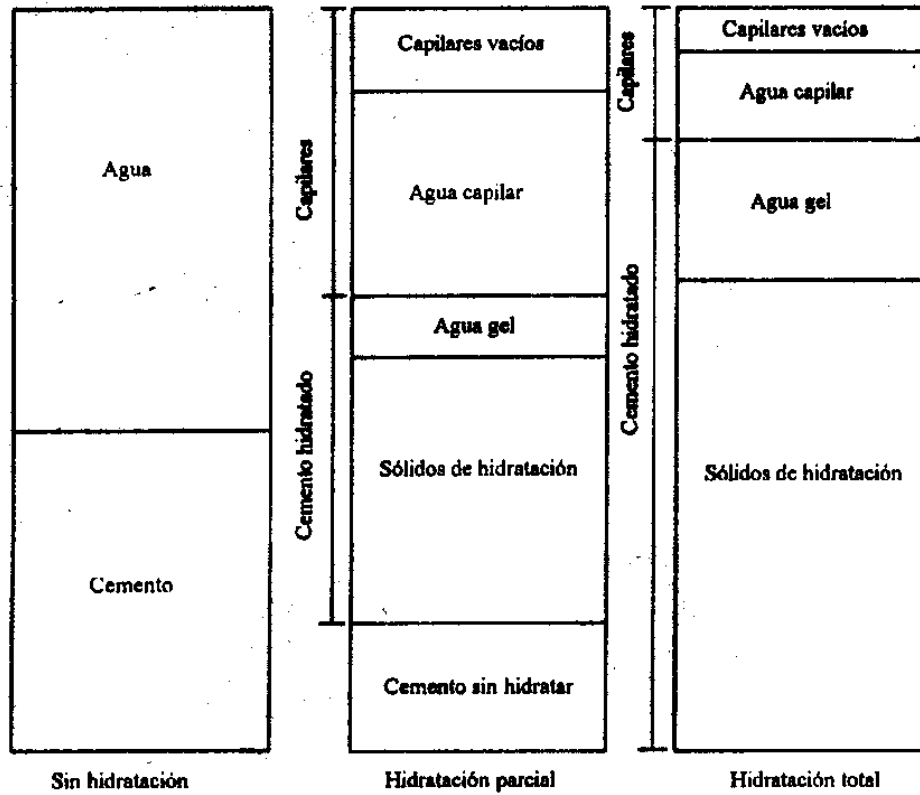 Agua
Cemento
Sin hidratación
Capilares
Cemento hidratado
Capilares vacíos
Agua capilar
Agua gel
Sólidos de hidratación
Cemento sin hidratar
Hidratación parcial
Capilares
Cemento hidratado
Capilares vacíos
Agua capilar
Agua gel
Sólidos de hidratación
Hidratación total